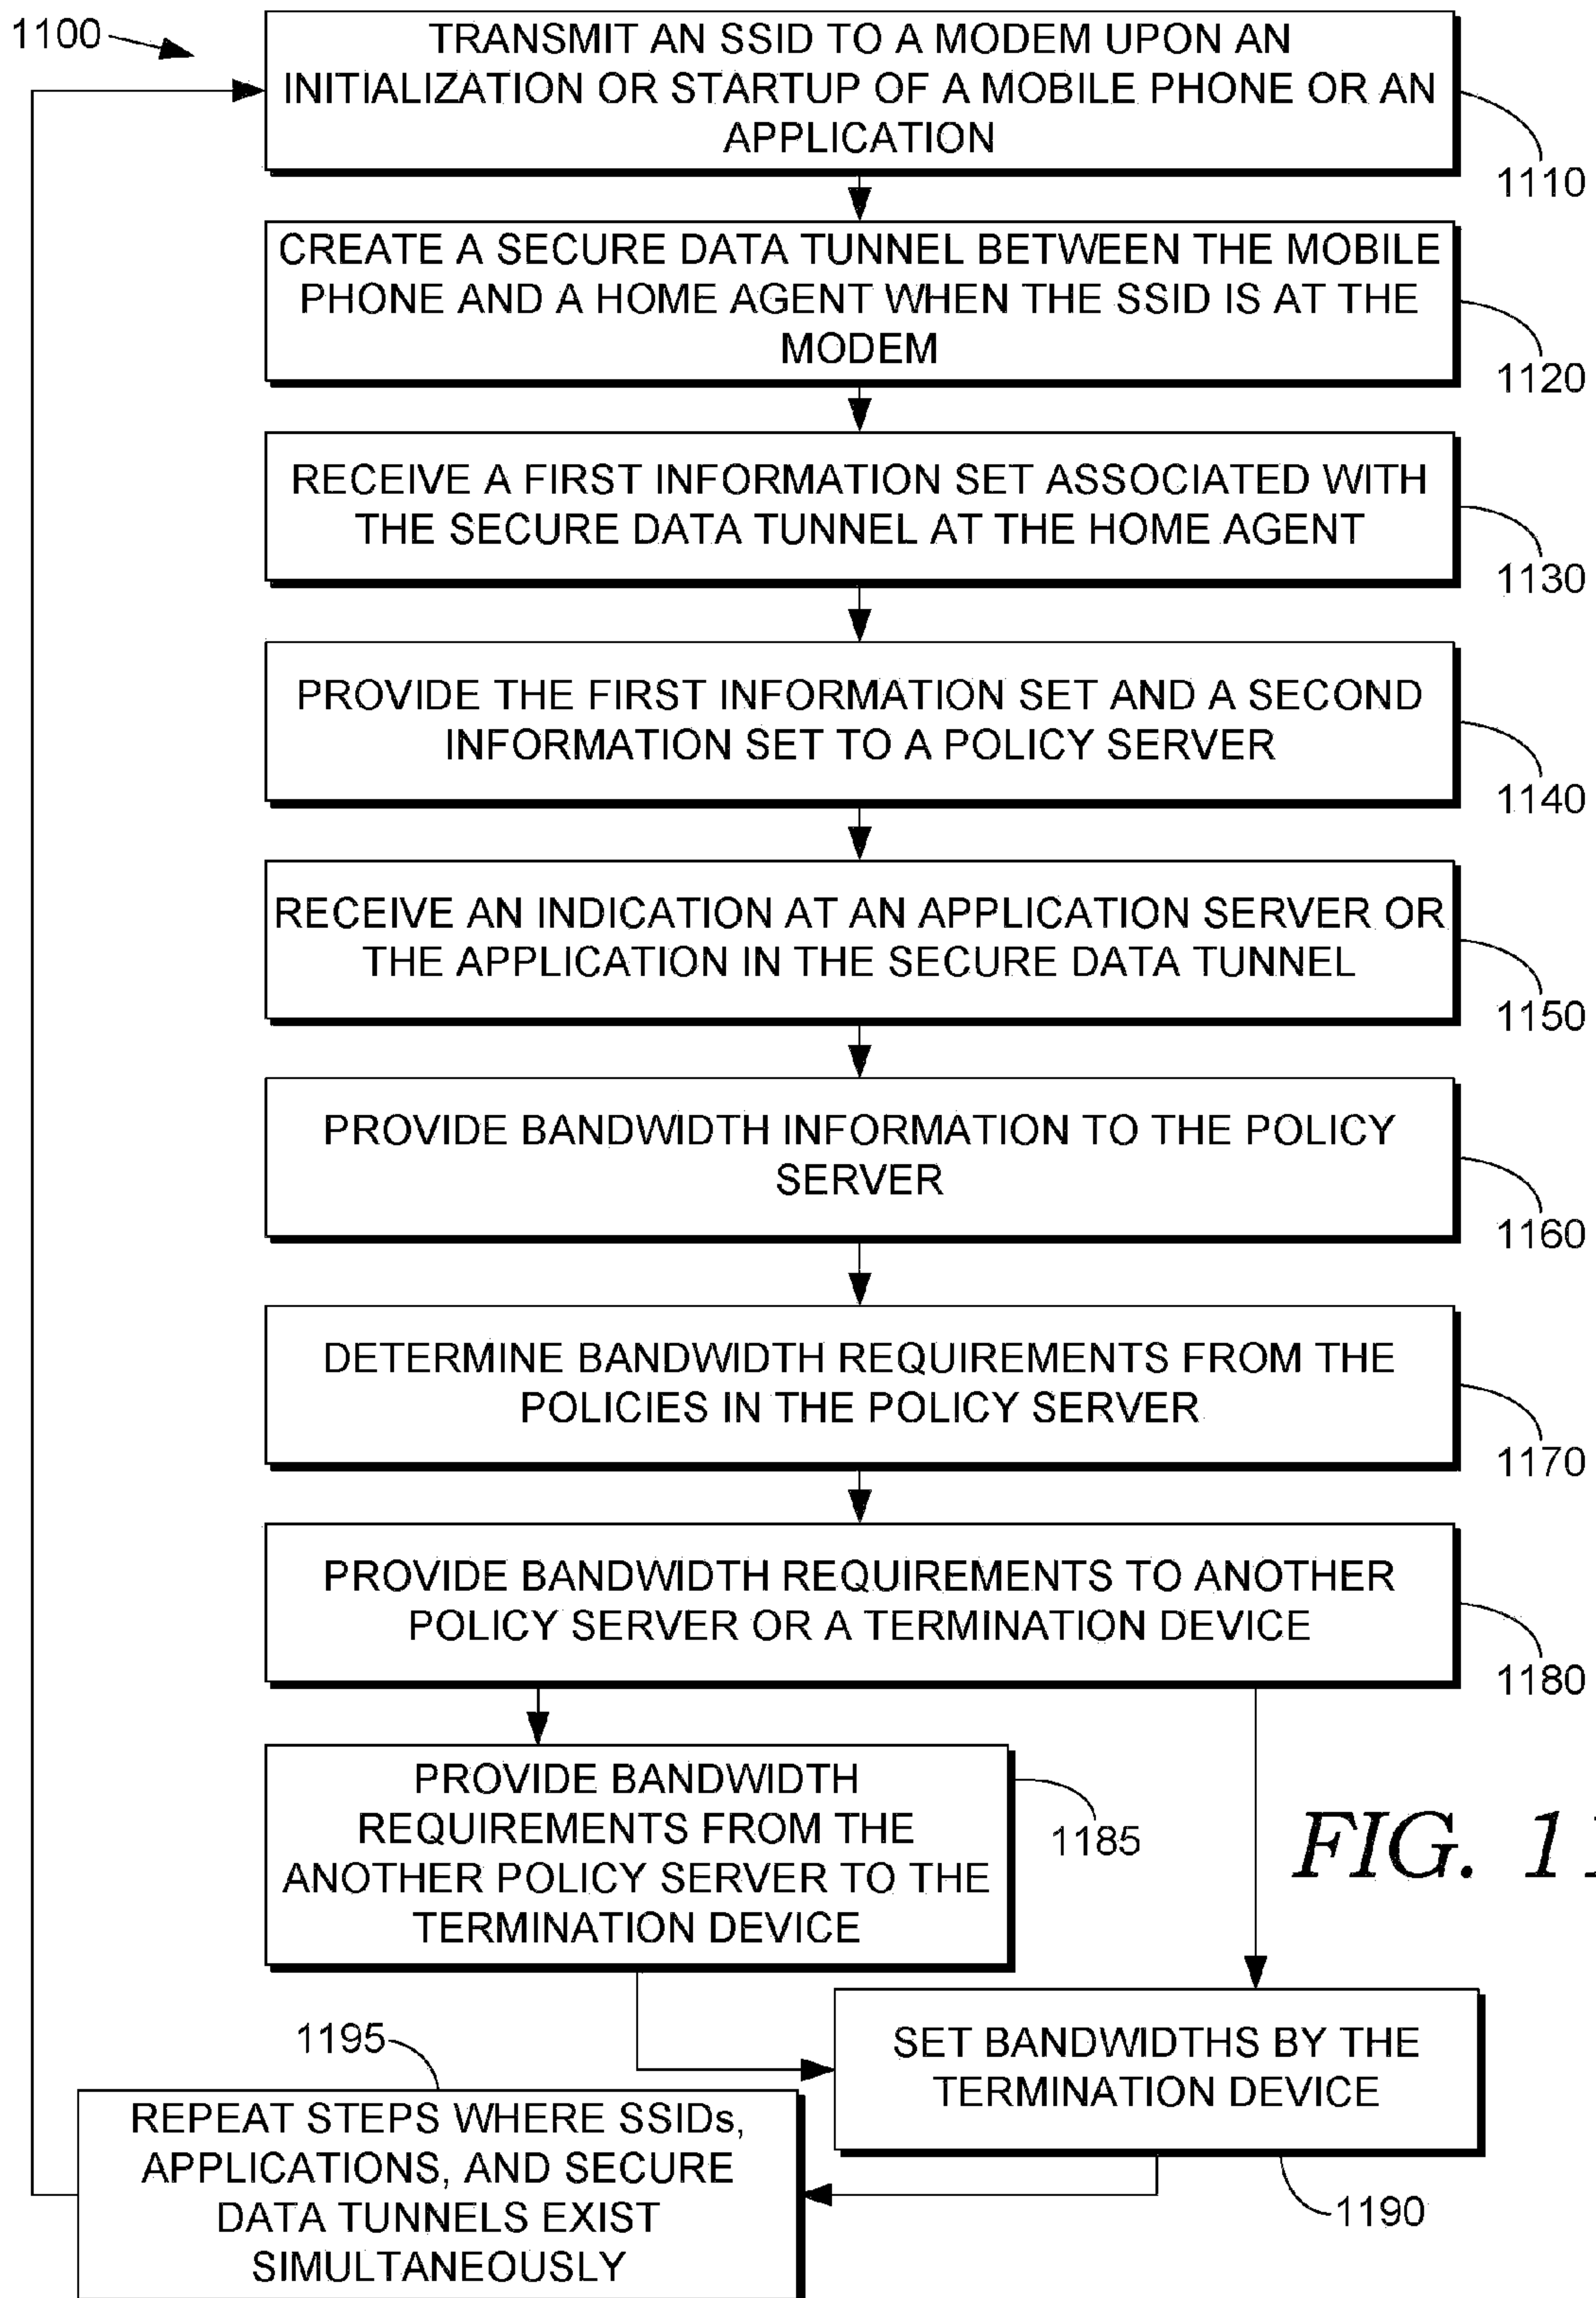 1100
TRANSMIT AN SSID TO A MODEM UPON AN
INITIALIZATION OR STARTUP OF A MOBILE PHONE OR AN
APPLICATION
1110
CREATE A SECURE DATA TUNNEL BETWEEN THE MOBILE
PHONE AND A HOME AGENT WHEN THE SSID IS AT THE
MODEM
1120
RECEIVE A FIRST INFORMATION SET ASSOCIATED WITH
THE SECURE DATA TUNNEL AT THE HOME AGENT
1130
PROVIDE THE FIRST INFORMATION SET AND A SECOND
INFORMATION SET TO A POLICY SERVER
1140
RECEIVE AN INDICATION AT AN APPLICATION SERVER OR
THE APPLICATION IN THE SECURE DATA TUNNEL
1150
PROVIDE BANDWIDTH INFORMATION TO THE POLICY
SERVER
1160
DETERMINE BANDWIDTH REQUIREMENTS FROM THE
POLICIES IN THE POLICY SERVER
1170
PROVIDE BANDWIDTH REQUIREMENTS TO ANOTHER
POLICY SERVER OR A TERMINATION DEVICE
1180
PROVIDE BANDWIDTH
REQUIREMENTS FROM THE
ANOTHER POLICY SERVER TO THE
TERMINATION DEVICE
1185
FIG. 11
SET BANDWIDTHS BY THE
TERMINATION DEVICE
1190
1195
REPEAT STEPS WHERE SSIDs,
APPLICATIONS, AND SECURE
DATA TUNNELS EXIST
SIMULTANEOUSLY